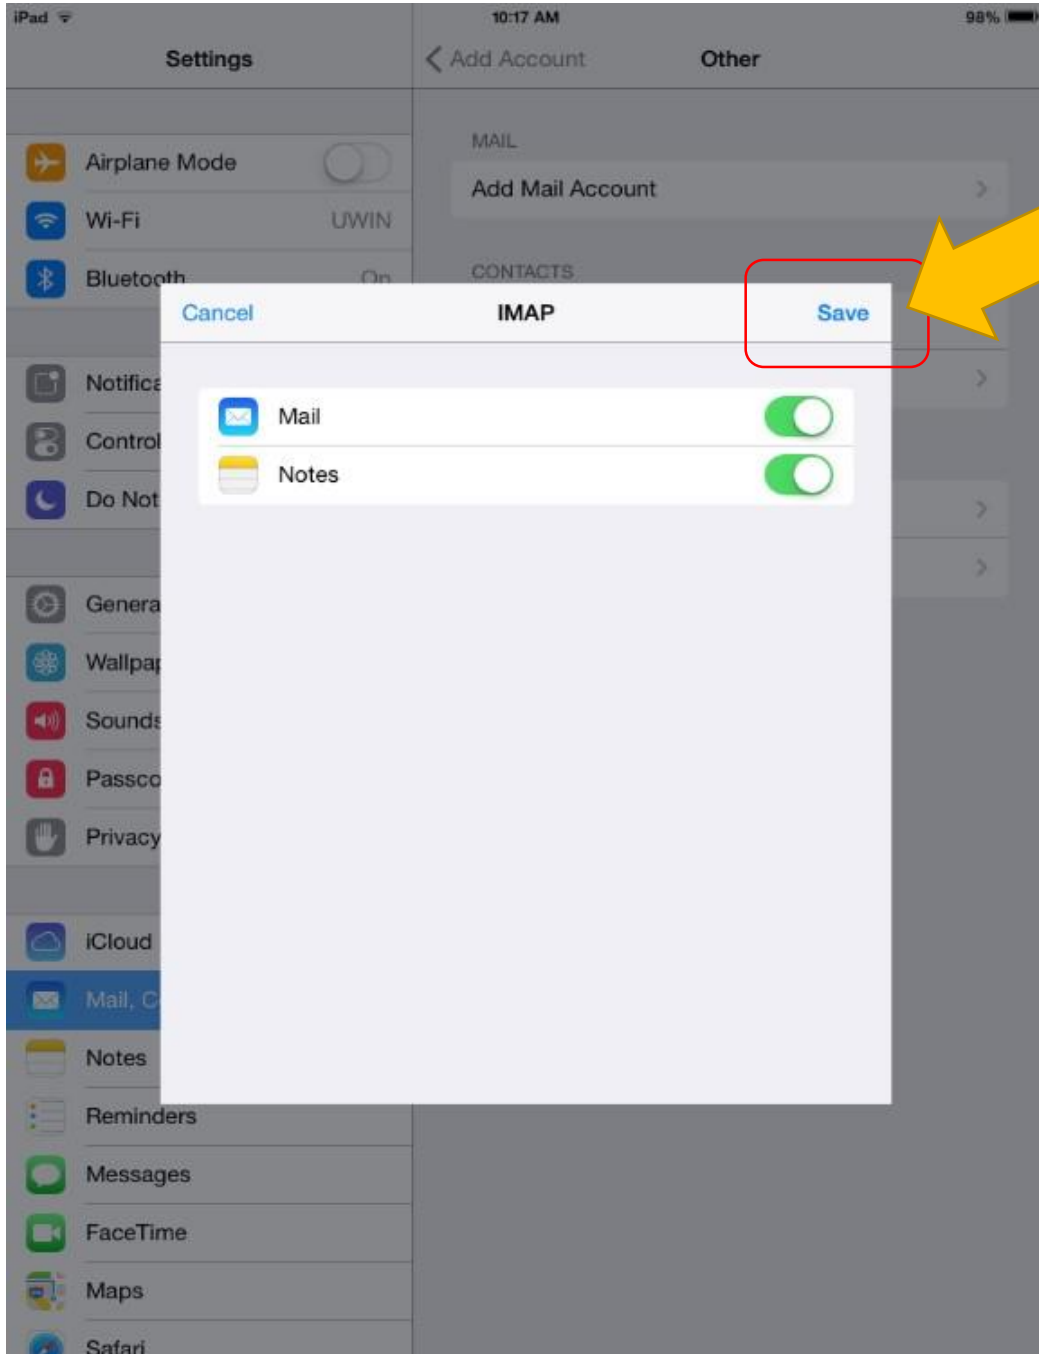 iPad 10:17 AM 98%
Settings
Add Account Other
Airplane Mode
Wi-Fi UWIN
Bluetooth On
Notifica
Control
Do Not
Genera
Wallpap
Sounds
Passco
Privacy
iCloud
Mail, C
Notes
Reminders
Messages
FaceTime
Maps
Safari
MAIL
Add Mail Account
CONTACTS
Cancel IMAP Save
Mail
Notes